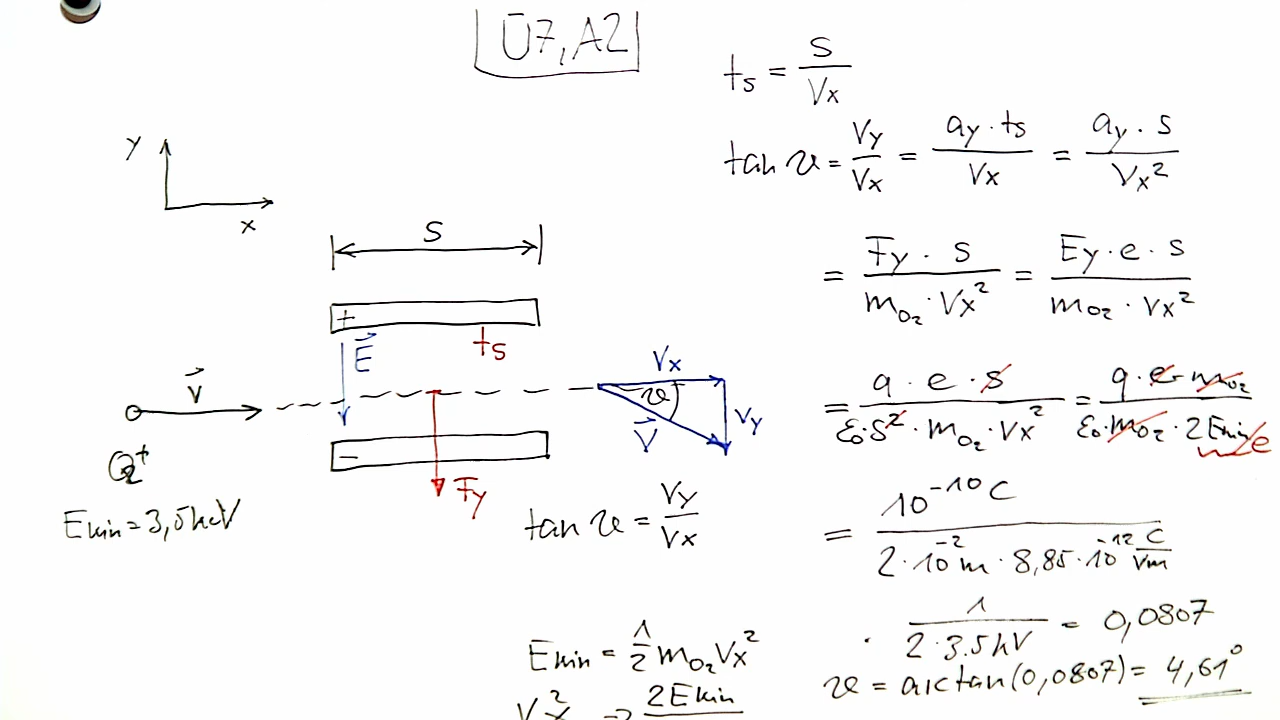 Ü7, A2
y
x
s
+
E⃗
ts
v⃗
O2+
Ekin = 3,5 keV
-
Fy
Vx
ϑ
V⃗
Vy
tan ϑ = Vy/Vx
Ekin = 1/2 mO2 Vx²
Vx² => 2Ekin
ts = s/Vx
tan ϑ = Vy/Vx = ay · ts / Vx = ay · s / Vx²
= Fy · s / mO2 · Vx² = Ey · e · s / mO2 · Vx²
= q · e · s / ε0 · s² · mO2 · Vx² = q · e · mO2 / ε0 · mO2 · 2 Ekin
= 10⁻¹⁰ C / 2 · 10⁻² m · 8,85 · 10⁻¹² C/Vm
· 1 / 2 · 3.5 kV = 0,0807
ϑ = arctan(0,0807) = 4,61°